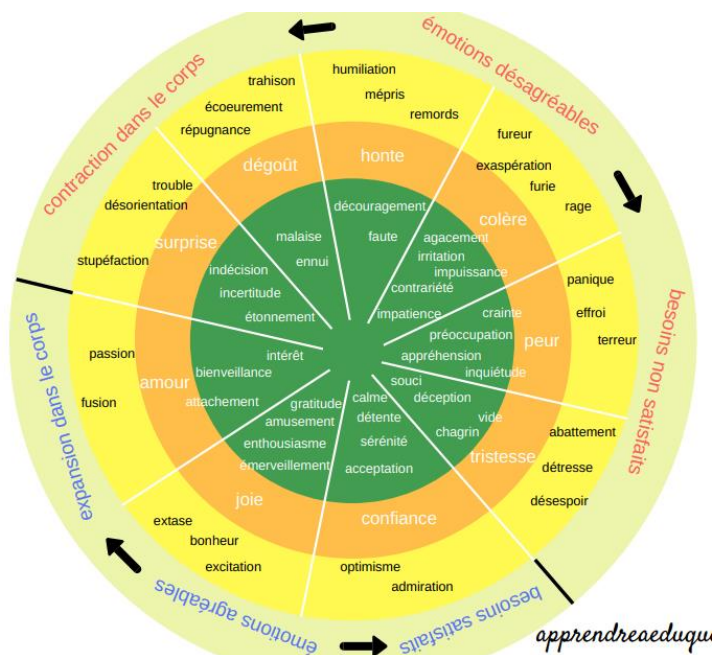 contraction dans le corps
émotions désagréables
besoins non satisfaits
expansion dans le corps
émotions agréables
besoins satisfaits
humiliation
mépris
remords
honte
découragement
faute
fureur
exaspération
furie
rage
colère
agacement
irritation
impuissance
contrariété
impatience
panique
effroi
terreur
peur
crainte
préoccupation
appréhension
inquiétude
abattement
détresse
désespoir
tristesse
souci
déception
vide
chagrin
optimisme
admiration
confiance
calme
détente
sérénité
acceptation
extase
bonheur
excitation
joie
gratitude
amusement
enthousiasme
émerveillement
passion
fusion
amour
intérêt
bienveillance
attachement
trouble
désorientation
stupéfaction
surprise
indécision
incertitude
étonnement
trahison
écoeurement
répugnance
dégoût
malaise
ennui
apprendreaeduque